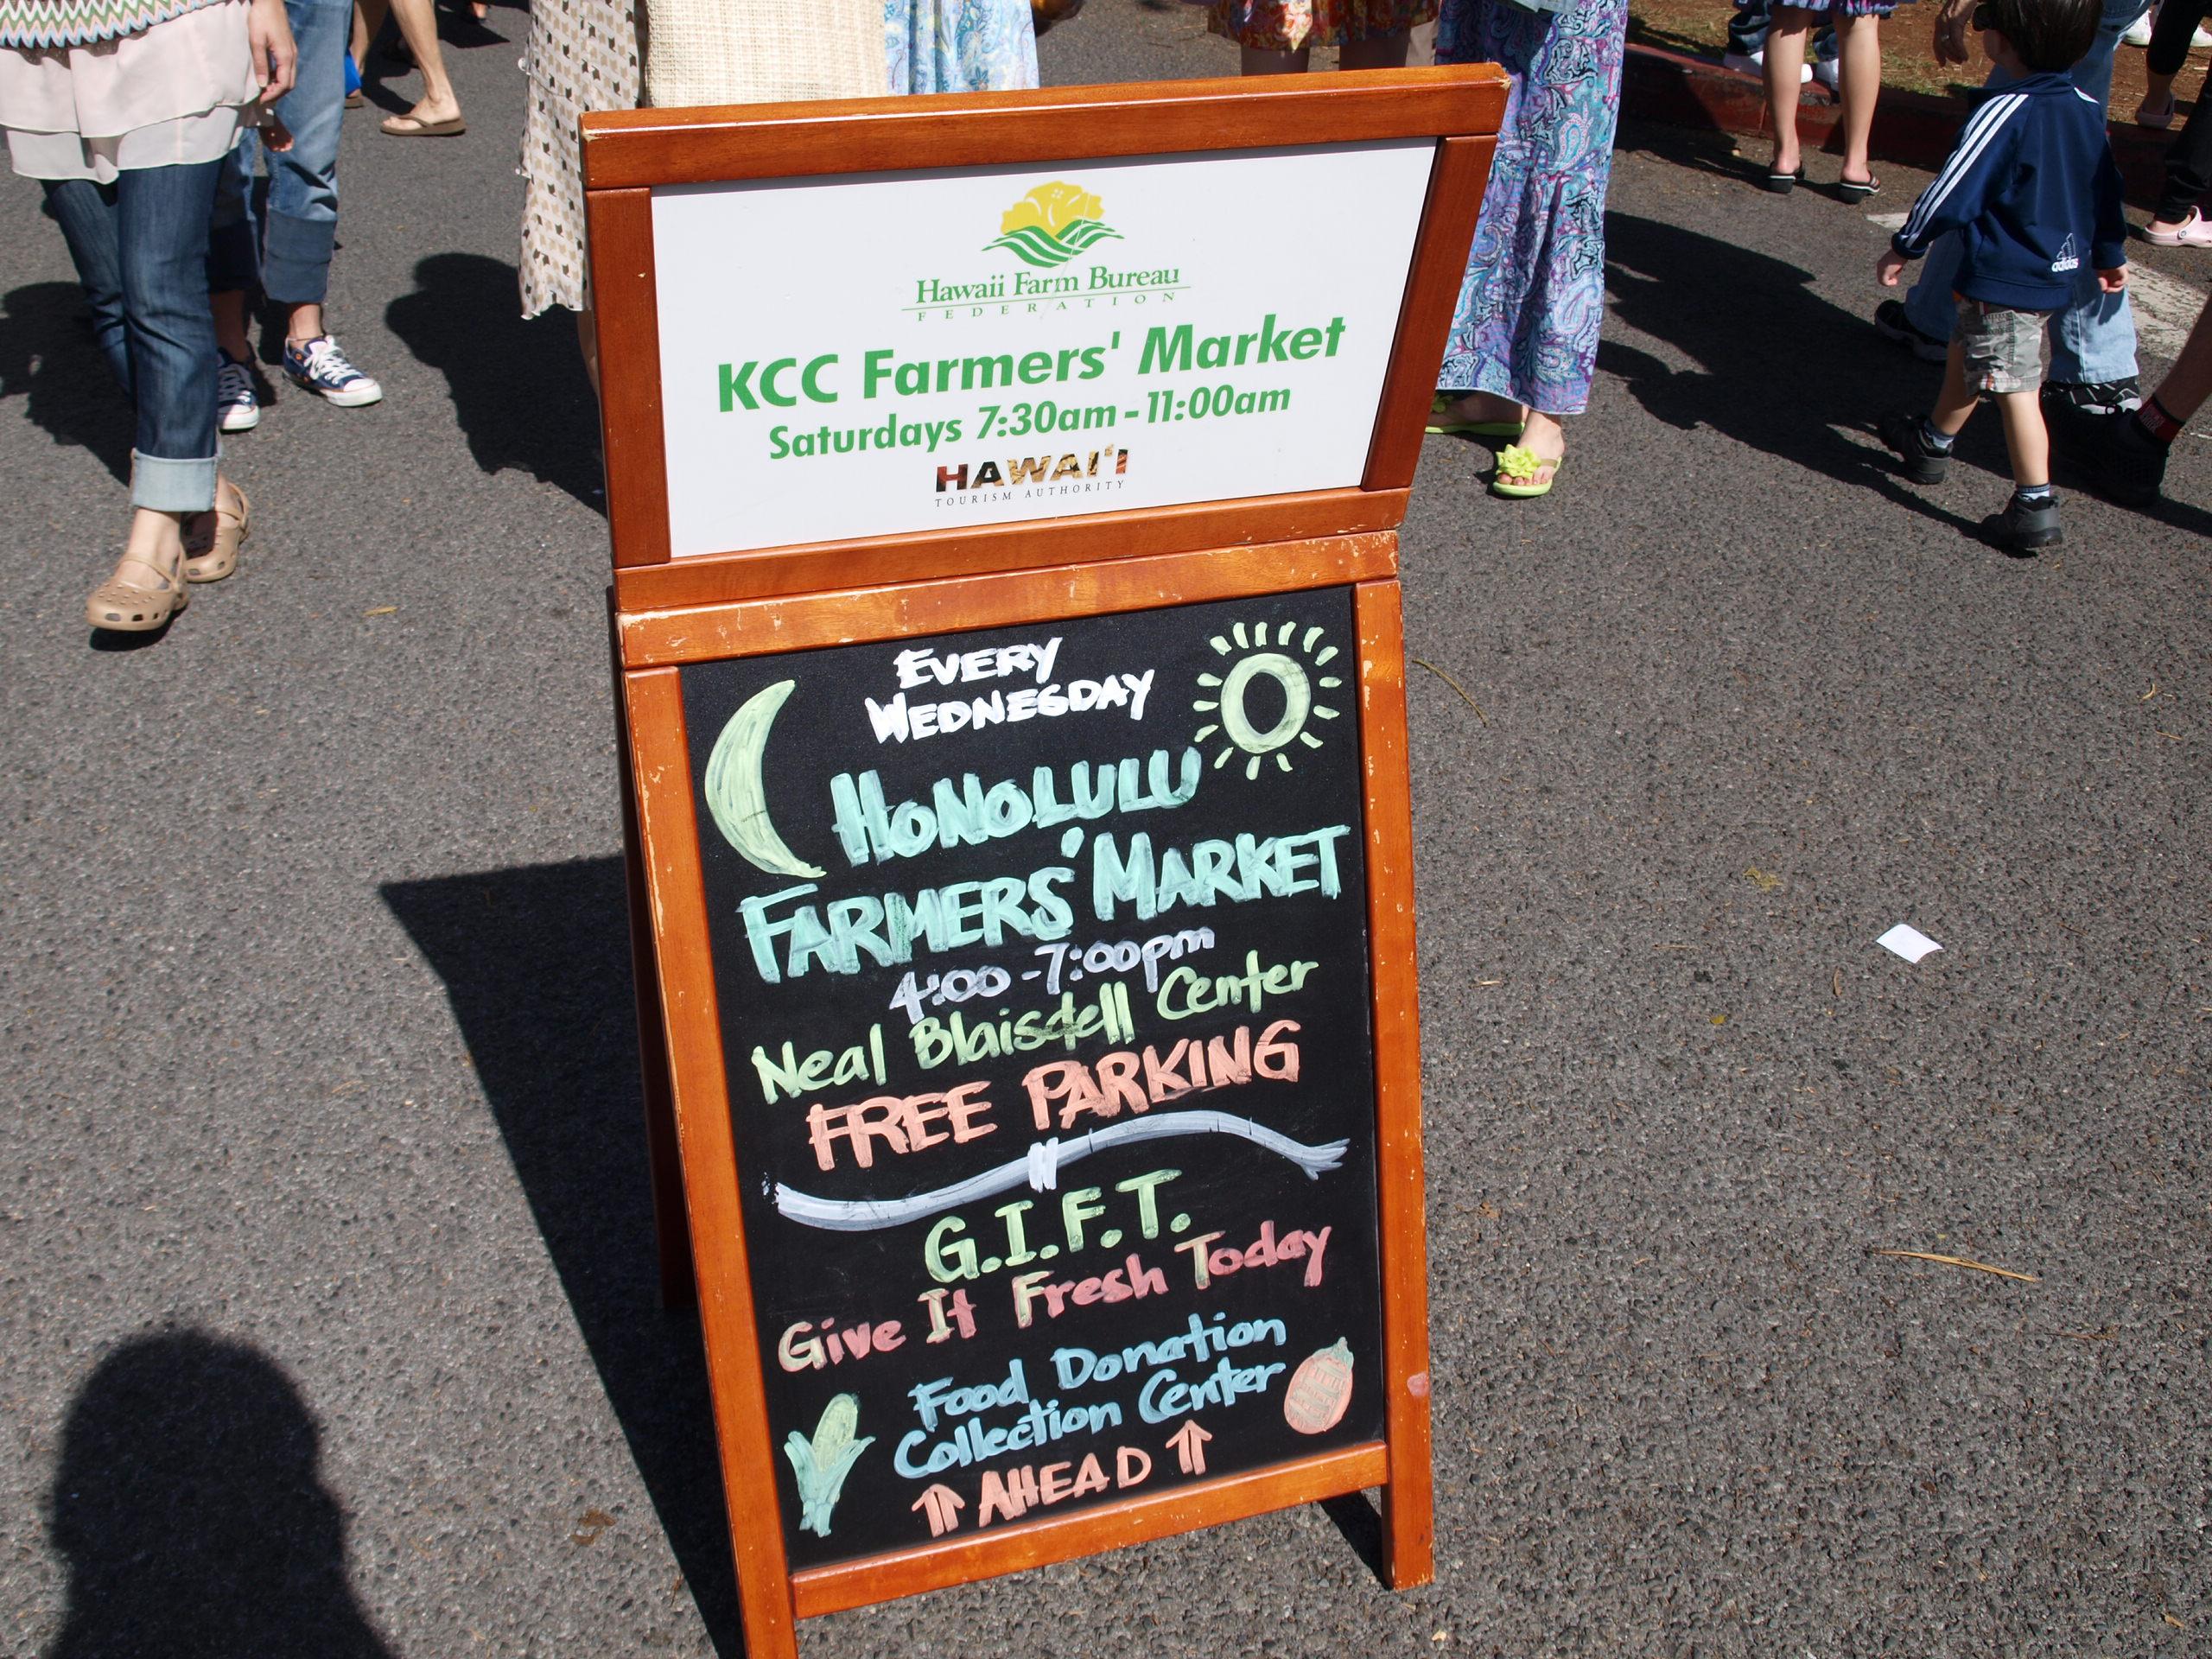 Hawaii Farm Bureau
FEDERATION
KCC Farmers' Market
Saturdays 7:30am - 11:00am
HAWAI'I
TOURISM AUTHORITY
EVERY
WEDNESDAY
HONOLULU
FARMERS' MARKET
4:00 - 7:00pm
Neal Blaisdell Center
FREE PARKING
G.I.F.T.
Give It Fresh Today
Food Donation
Collection Center
AHEAD
adidas